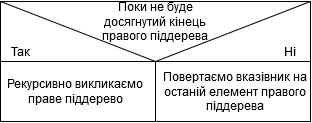 Поки не буде
досягнутий кінець
правого піддерева
Так
Ні
Рекурсивно викликаємо
праве піддерево
Повертаємо вказівник на
останій елемент правого
піддерева